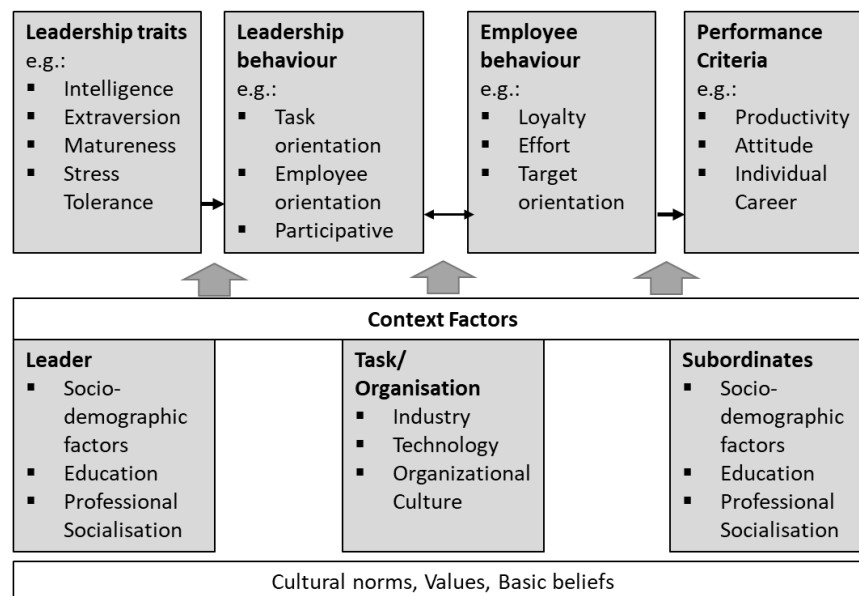 Leadership traits
e.g.:
▪ Intelligence
▪ Extraversion
▪ Matureness
▪ Stress
Tolerance
Leadership
behaviour
e.g.:
▪ Task
orientation
▪ Employee
orientation
▪ Participative
Employee
behaviour
e.g.:
▪ Loyalty
▪ Effort
▪ Target
orientation
Performance
Criteria
e.g.:
▪ Productivity
▪ Attitude
▪ Individual
Career
Context Factors
Leader
▪ Socio-
demographic
factors
▪ Education
▪ Professional
Socialisation
Task/
Organisation
▪ Industry
▪ Technology
▪ Organizational
Culture
Subordinates
▪ Socio-
demographic
factors
▪ Education
▪ Professional
Socialisation
Cultural norms, Values, Basic beliefs